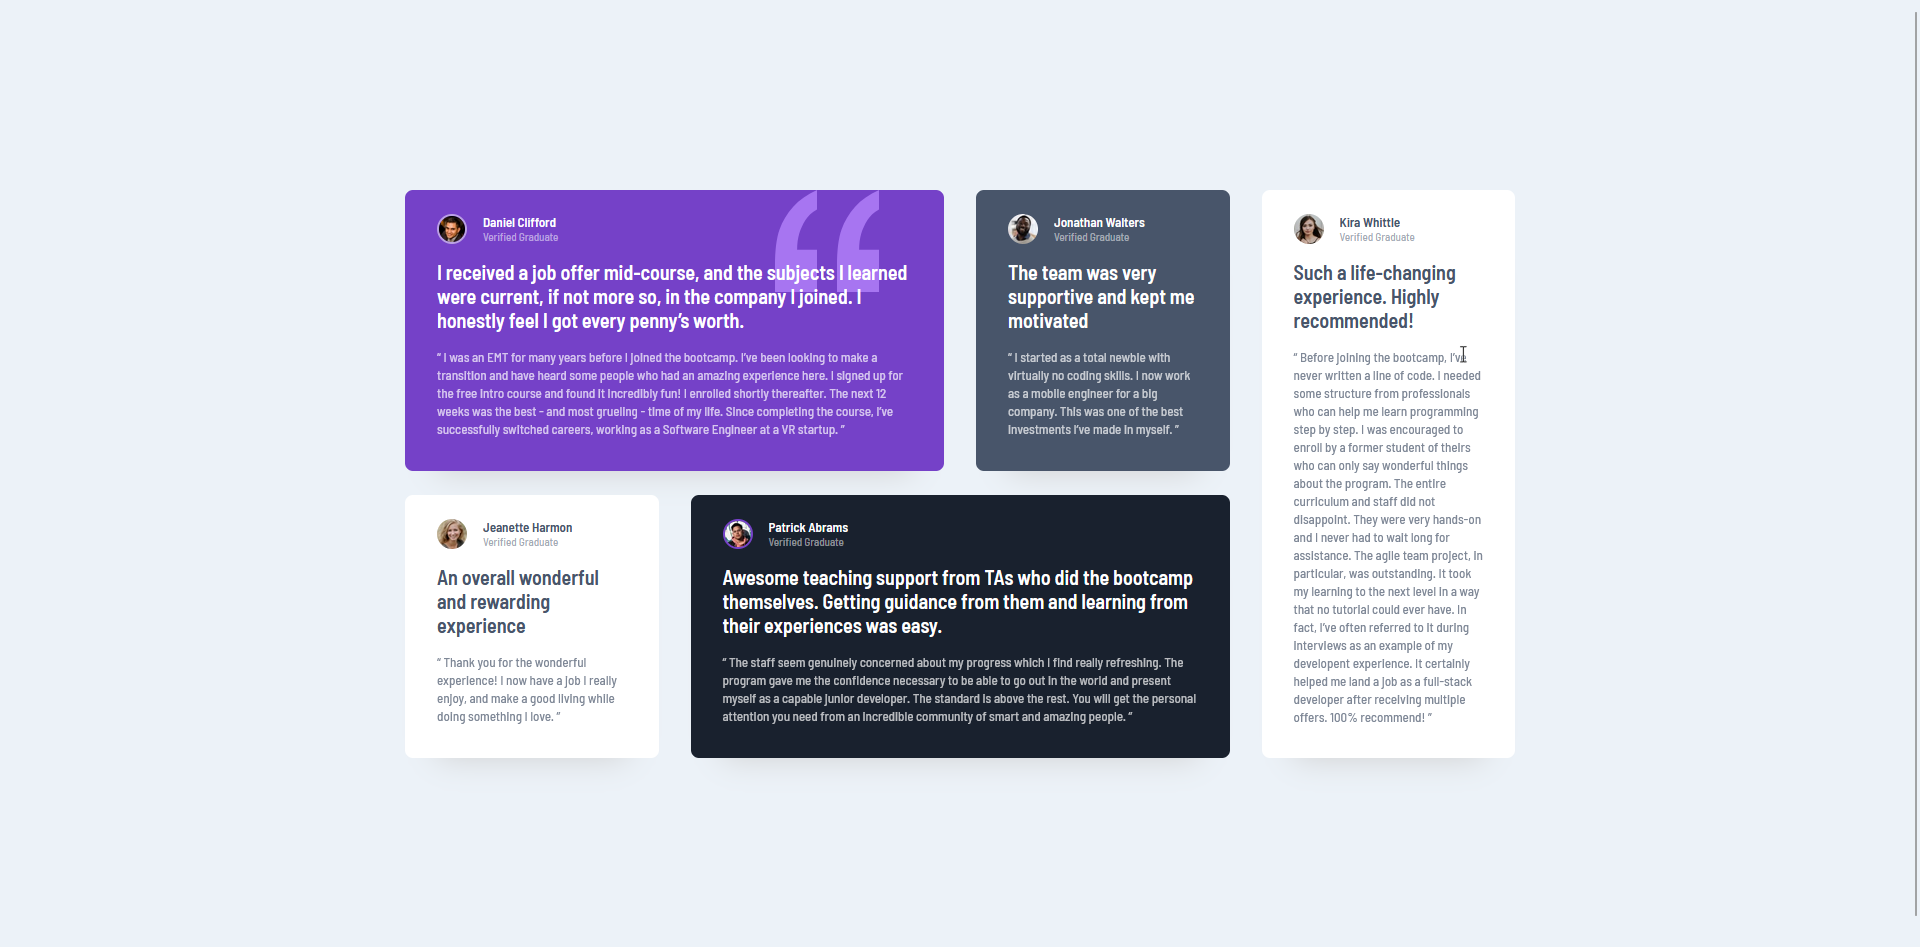 Daniel Clifford
Verified Graduate
I received a job offer mid-course, and the subjects I learned
were current, if not more so, in the company I joined. I
honestly feel I got every penny’s worth.
“ I was an EMT for many years before I joined the bootcamp. I’ve been looking to make a
transition and have heard some people who had an amazing experience here. I signed up for
the free intro course and found it incredibly fun! I enrolled shortly thereafter. The next 12
weeks was the best - and most grueling - time of my life. Since completing the course, I’ve
successfully switched careers, working as a Software Engineer at a VR startup. ”
Jonathan Walters
Verified Graduate
The team was very
supportive and kept me
motivated
“ I started as a total newbie with
virtually no coding skills. I now work
as a mobile engineer for a big
company. This was one of the best
investments I’ve made in myself. ”
Kira Whittle
Verified Graduate
Such a life-changing
experience. Highly
recommended!
“ Before joining the bootcamp, I’ve
never written a line of code. I needed
some structure from professionals
who can help me learn programming
step by step. I was encouraged to
enroll by a former student of theirs
who can only say wonderful things
about the program. The entire
curriculum and staff did not
disappoint. They were very hands-on
and I never had to wait long for
assistance. The agile team project, in
particular, was outstanding. It took
my learning to the next level in a way
that no tutorial could ever have. In
fact, I’ve often referred to it during
interviews as an example of my
developent experience. It certainly
helped me land a job as a full-stack
developer after receiving multiple
offers. 100% recommend! ”
Jeanette Harmon
Verified Graduate
An overall wonderful
and rewarding
experience
“ Thank you for the wonderful
experience! I now have a job I really
enjoy, and make a good living while
doing something I love. ”
Patrick Abrams
Verified Graduate
Awesome teaching support from TAs who did the bootcamp
themselves. Getting guidance from them and learning from
their experiences was easy.
“ The staff seem genuinely concerned about my progress which I find really refreshing. The
program gave me the confidence necessary to be able to go out in the world and present
myself as a capable junior developer. The standard is above the rest. You will get the personal
attention you need from an incredible community of smart and amazing people. ”